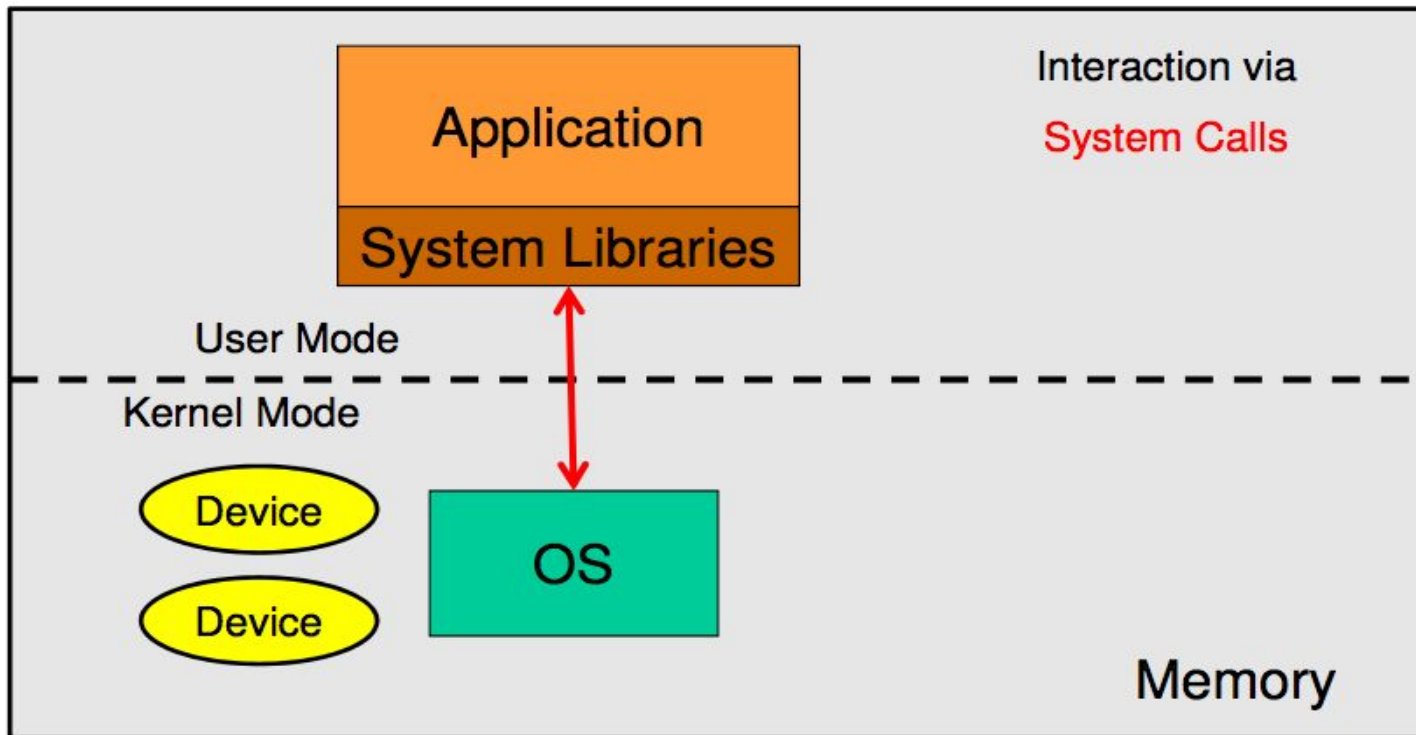 Application
System Libraries
Interaction via
System Calls
User Mode
Kernel Mode
Device
Device
OS
Memory